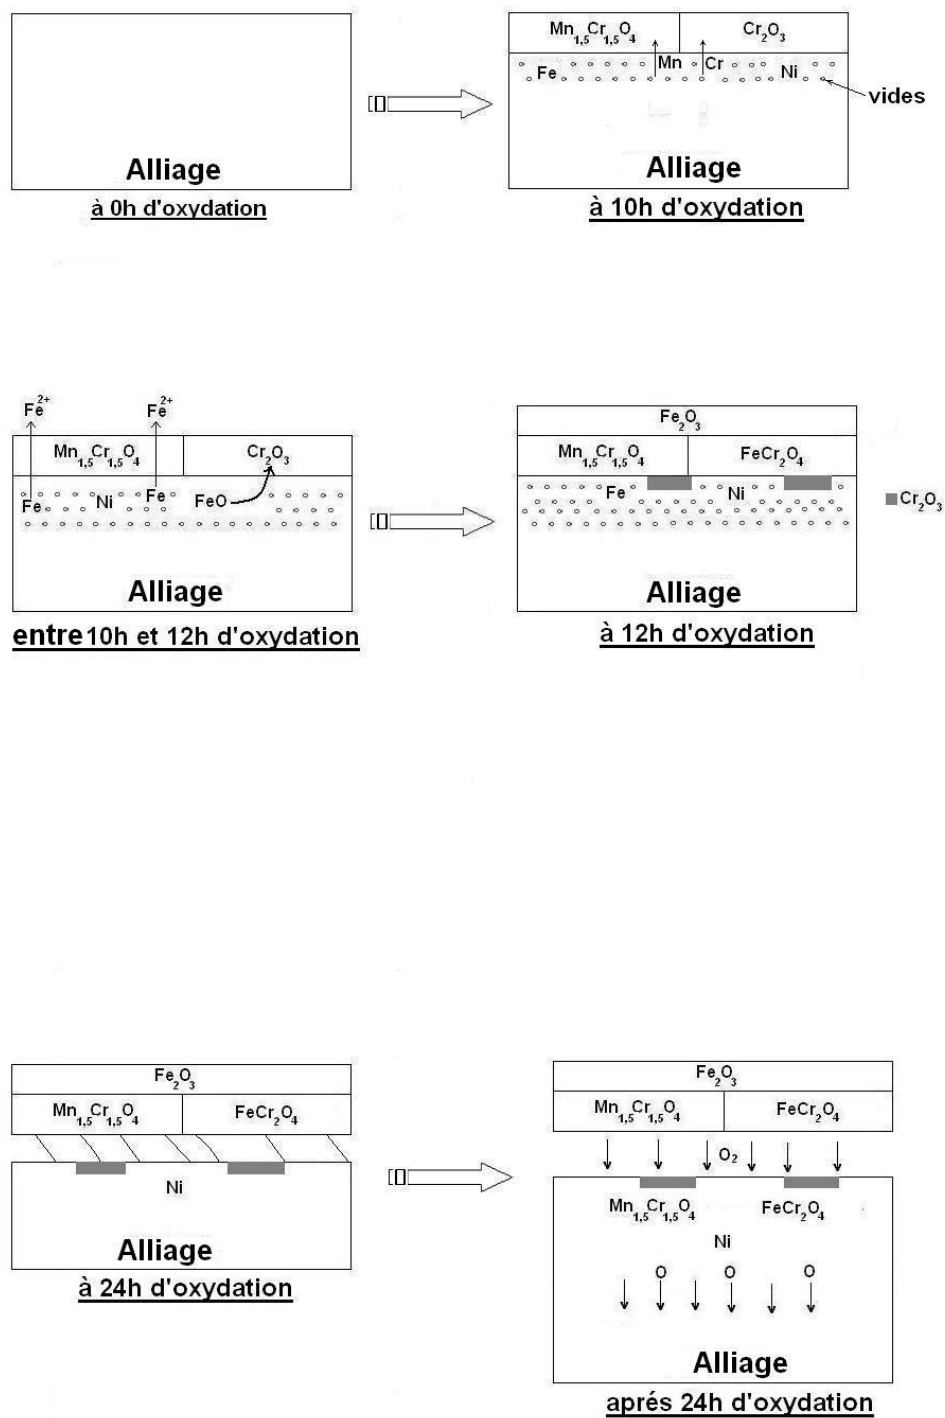 Alliage
à 0h d'oxydation
Mn1,5Cr1,5O4 Cr2O3
Fe Mn Cr Ni
vides
Alliage
à 10h d'oxydation
Fe2+ Fe2+
Mn1,5Cr1,5O4 Cr2O3
Fe Ni Fe FeO
Alliage
entre 10h et 12h d'oxydation
Fe2O3
Mn1,5Cr1,5O4 FeCr2O4
Fe Ni
Cr2O3
Alliage
à 12h d'oxydation
Fe2O3
Mn1,5Cr1,5O4 FeCr2O4
Ni
Alliage
à 24h d'oxydation
Fe2O3
Mn1,5Cr1,5O4 FeCr2O4
O2
Mn1,5Cr1,5O4 FeCr2O4
Ni
O O O
Alliage
aprés 24h d'oxydation